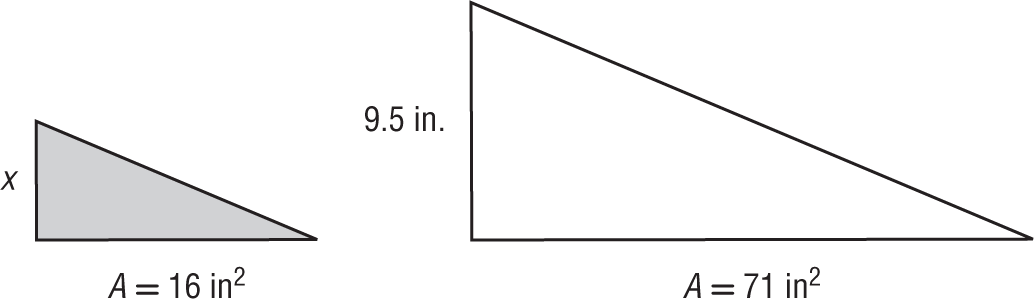 9.5 in.
x
A = 16 in²
A = 71 in²